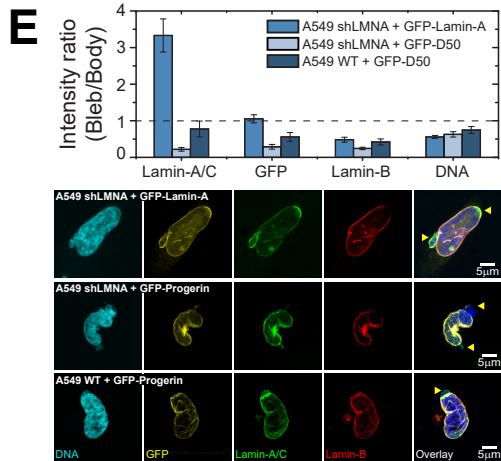 E
4
3
2
1
0
Intensity ratio
(Bleb/Body)
A549 shLMNA + GFP-Lamin-A
A549 shLMNA + GFP-D50
A549 WT + GFP-D50
Lamin-A/C GFP Lamin-B DNA
A549 shLMNA + GFP-Lamin-A
5μm
A549 shLMNA + GFP-Progerin
5μm
A549 WT + GFP-Progerin
DNA GFP Lamin-A/C Lamin-B Overlay 5μm